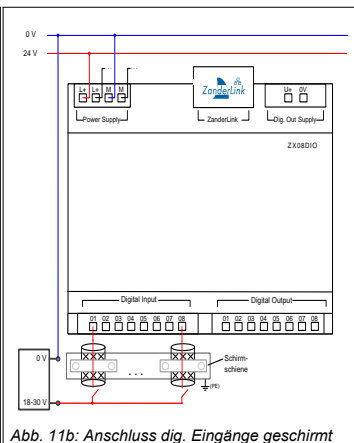 0 V
24 V
L+ L+ M M
U+ 0V
Power Supply
ZanderLink
ZanderLink
Dig. Out Supply
ZX08DIO
Digital Input
Digital Output
01 02 03 04 05 06 07 08
01 02 03 04 05 06 07 08
0 V
. . .
Schirm-
schiene
(PE)
18-30 V
Abb. 11b: Anschluss dig. Eingänge geschirmt